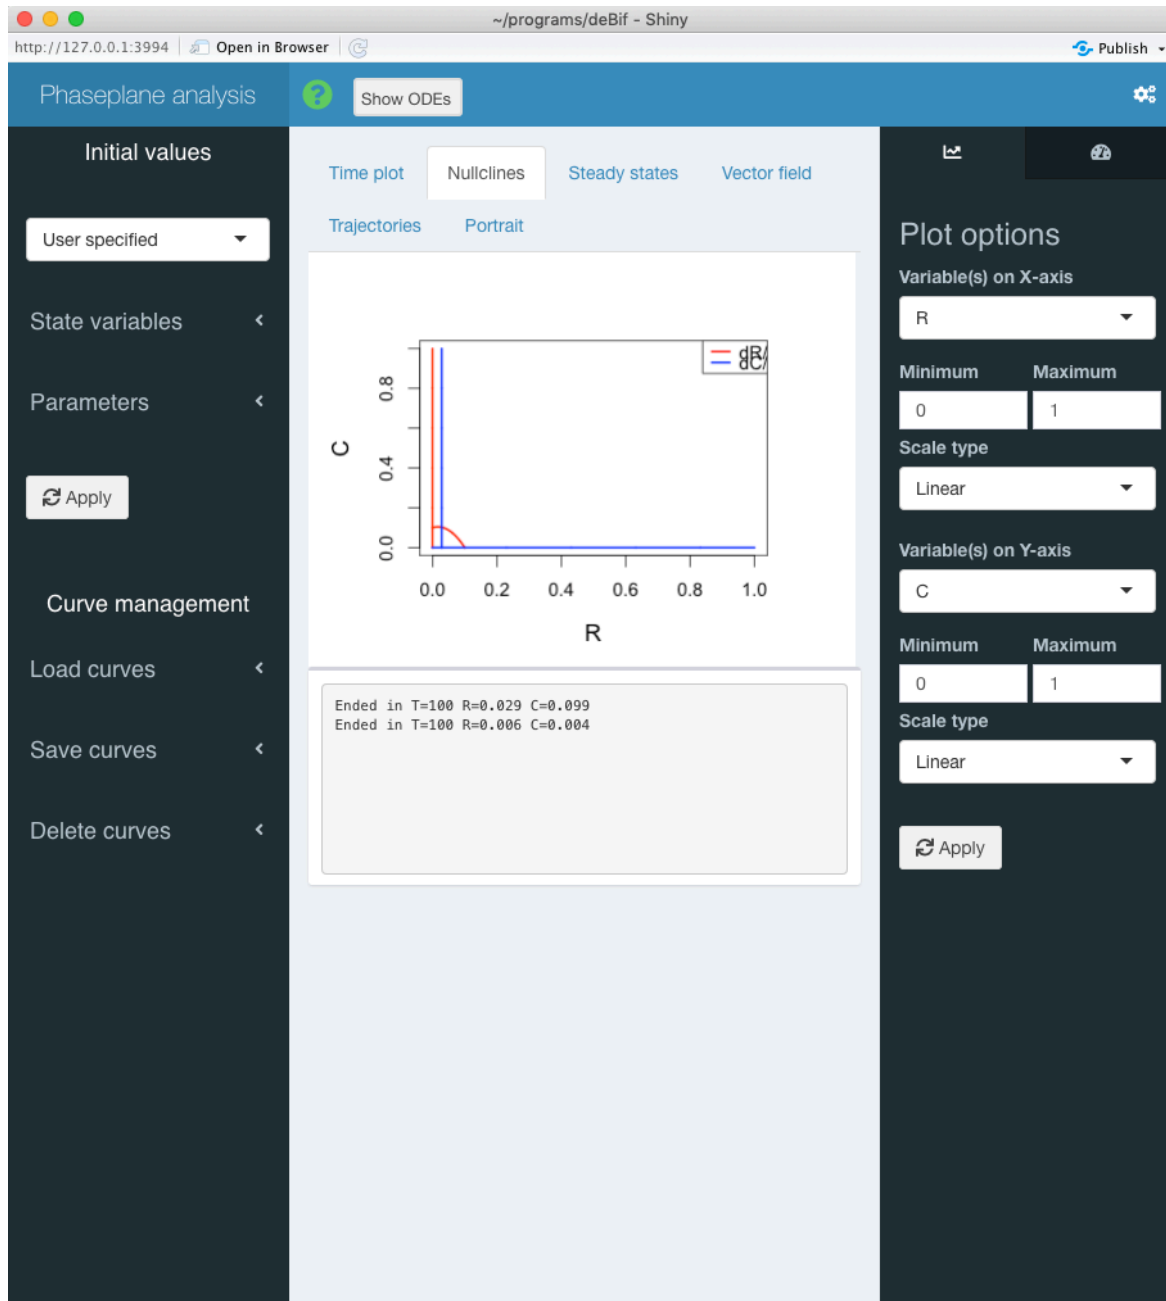 ~/programs/deBif - Shiny
http://127.0.0.1:3994 Open in Browser Publish
Phaseplane analysis
Show ODEs
Initial values
User specified
State variables
Parameters
Apply
Curve management
Load curves
Save curves
Delete curves
Time plot Nullclines Steady states Vector field
Trajectories Portrait
dR/
dC/
C
0.8
0.4
0.0
0.0 0.2 0.4 0.6 0.8 1.0
R
Ended in T=100 R=0.029 C=0.099
Ended in T=100 R=0.006 C=0.004
Plot options
Variable(s) on X-axis
R
Minimum Maximum
0 1
Scale type
Linear
Variable(s) on Y-axis
C
Minimum Maximum
0 1
Scale type
Linear
Apply